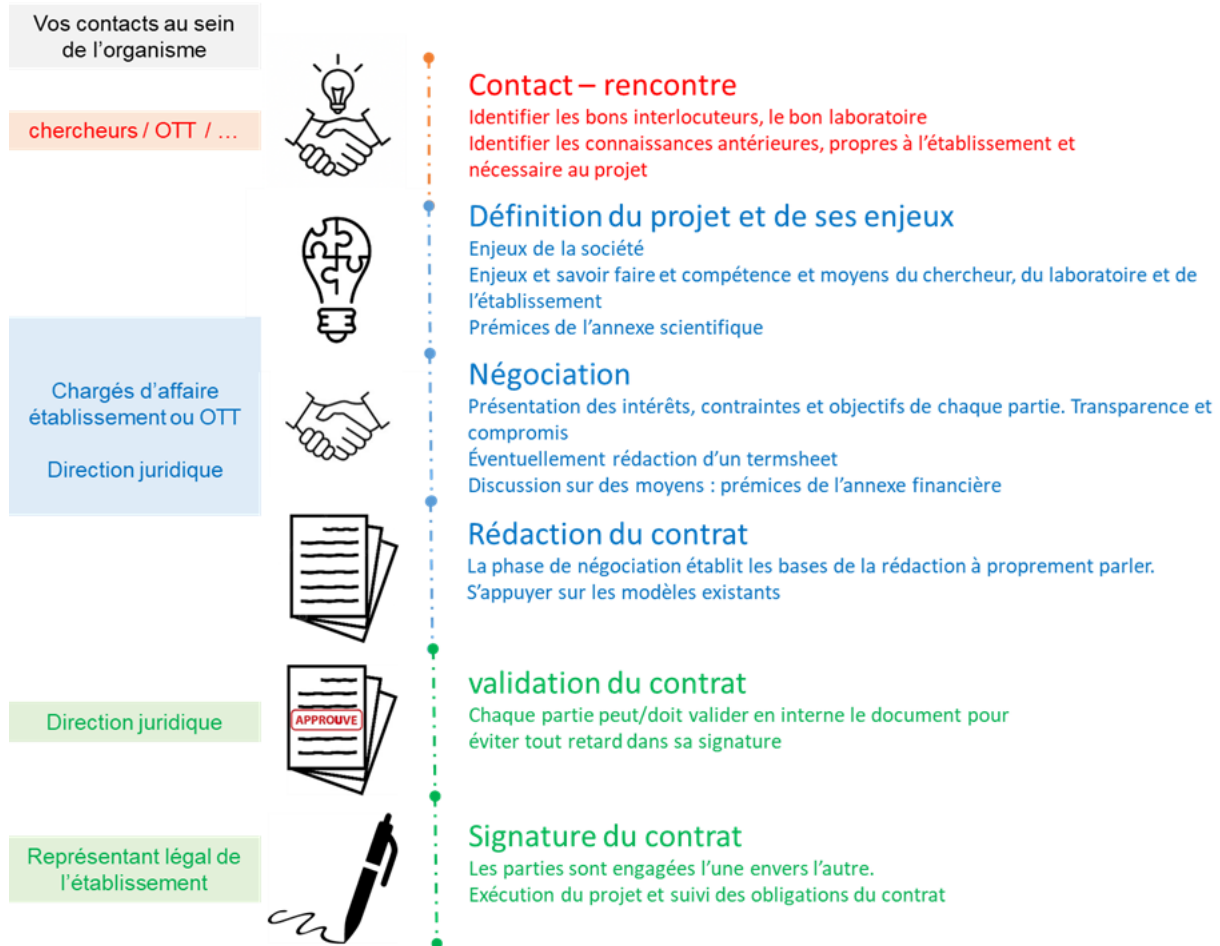 Vos contacts au sein
de l'organisme
chercheurs / OTT / …
Contact – rencontre
Identifier les bons interlocuteurs, le bon laboratoire
Identifier les connaissances antérieures, propres à l'établissement et
nécessaire au projet
Définition du projet et de ses enjeux
Enjeux de la société
Enjeux et savoir faire et compétence et moyens du chercheur, du laboratoire et de
l'établissement
Prémices de l'annexe scientifique
Chargés d'affaire
établissement ou OTT
Direction juridique
Négociation
Présentation des intérêts, contraintes et objectifs de chaque partie. Transparence et
compromis
Éventuellement rédaction d'un termsheet
Discussion sur des moyens : prémices de l'annexe financière
Rédaction du contrat
La phase de négociation établit les bases de la rédaction à proprement parler.
S'appuyer sur les modèles existants
Direction juridique
APPROUVE
validation du contrat
Chaque partie peut/doit valider en interne le document pour
éviter tout retard dans sa signature
Représentant légal de
l'établissement
Signature du contrat
Les parties sont engagées l'une envers l'autre.
Exécution du projet et suivi des obligations du contrat